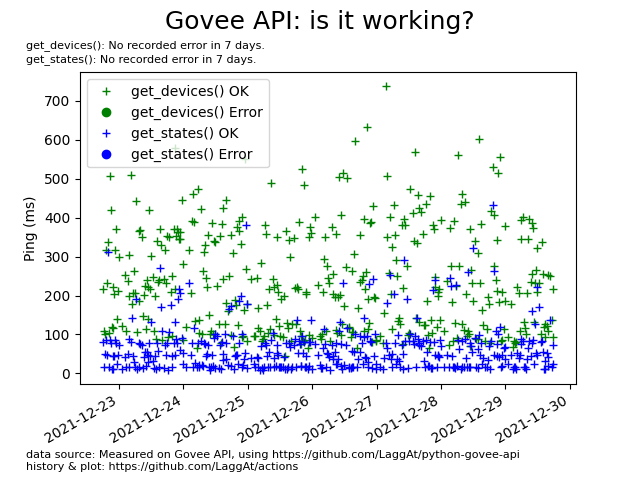 Govee API: is it working?
get_devices(): No recorded error in 7 days.
get_states(): No recorded error in 7 days.
get_devices() OK
get_devices() Error
get_states() OK
get_states() Error
Ping (ms)
700
600
500
400
300
200
100
0
2021-12-23
2021-12-24
2021-12-25
2021-12-26
2021-12-27
2021-12-28
2021-12-29
2021-12-30
data source: Measured on Govee API, using https://github.com/LaggAt/python-govee-api
history & plot: https://github.com/LaggAt/actions